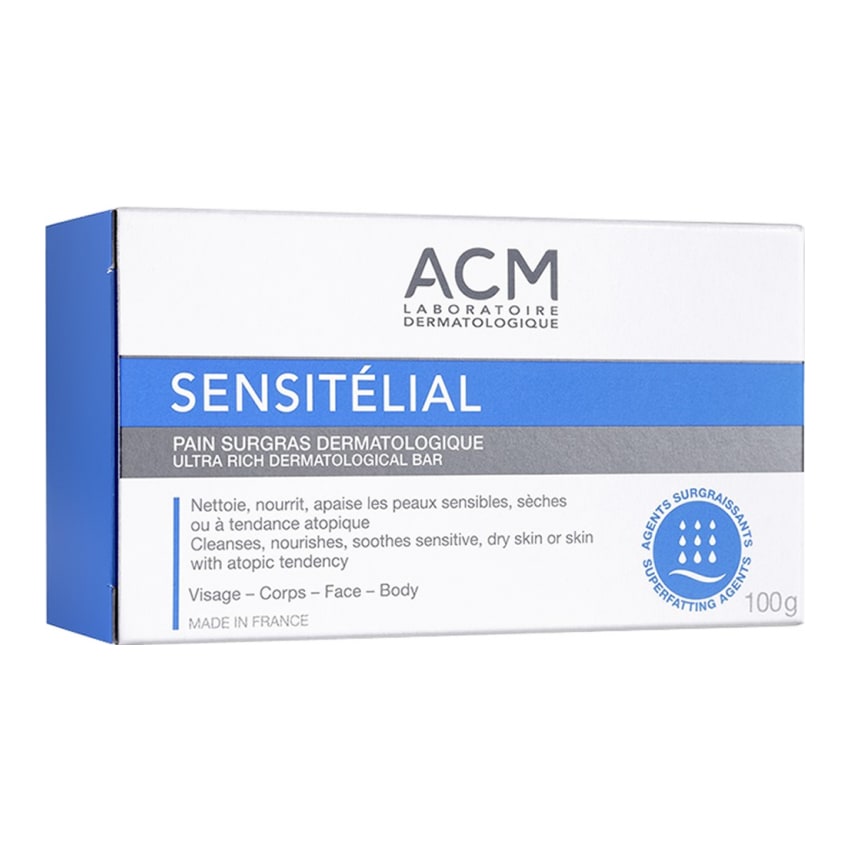 ACM
LABORATOIRE
DERMATOLOGIQUE
SENSITÉLIAL
PAIN SURGRAS DERMATOLOGIQUE
ULTRA RICH DERMATOLOGICAL BAR
Nettoie, nourrit, apaise les peaux sensibles, sèches
ou à tendance atopique
Cleanses, nourishes, soothes sensitive, dry skin or skin
with atopic tendency
Visage – Corps – Face – Body
MADE IN FRANCE
AGENTS SURGRAISSANTS
SUPERFATTING AGENTS
100g